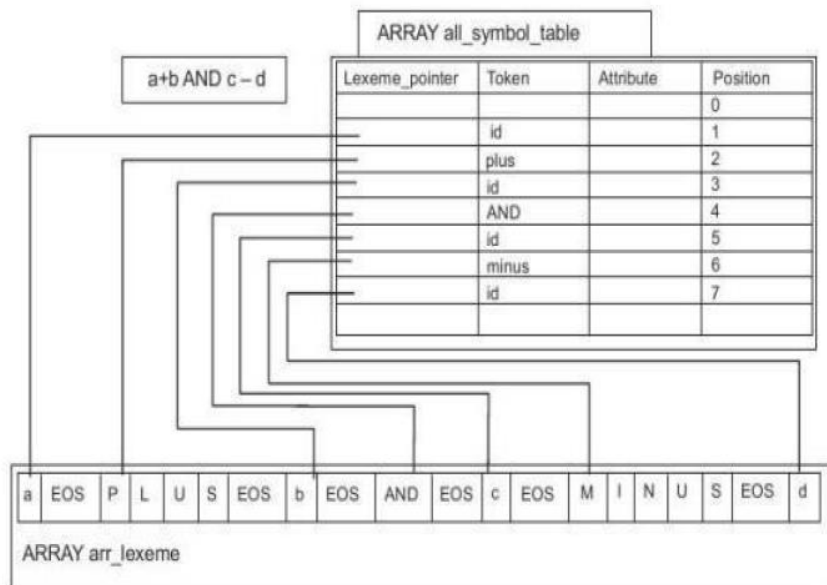 ARRAY all_symbol_table
a+b AND c – d
Lexeme_pointer Token Attribute Position
0
id 1
plus 2
id 3
AND 4
id 5
minus 6
id 7
a EOS P L U S EOS b EOS AND EOS c EOS M I N U S EOS d
ARRAY arr_lexeme